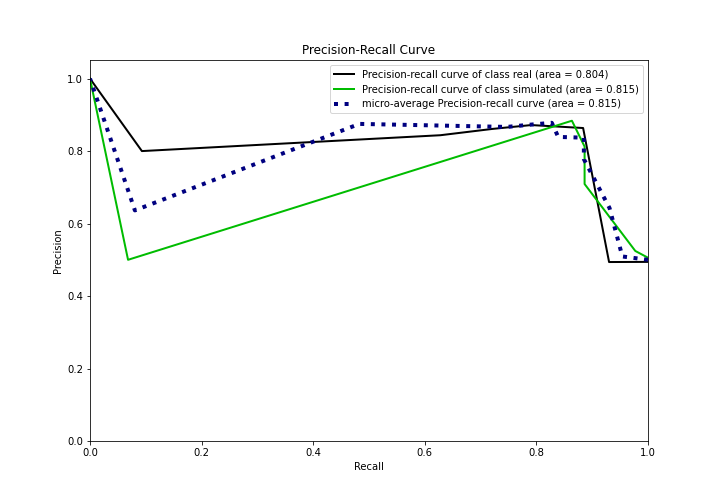 Precision-Recall Curve
Precision-recall curve of class real (area = 0.804)
Precision-recall curve of class simulated (area = 0.815)
micro-average Precision-recall curve (area = 0.815)
1.0
0.8
0.6
0.4
0.2
0.0
Precision
0.0 0.2 0.4 0.6 0.8 1.0
Recall